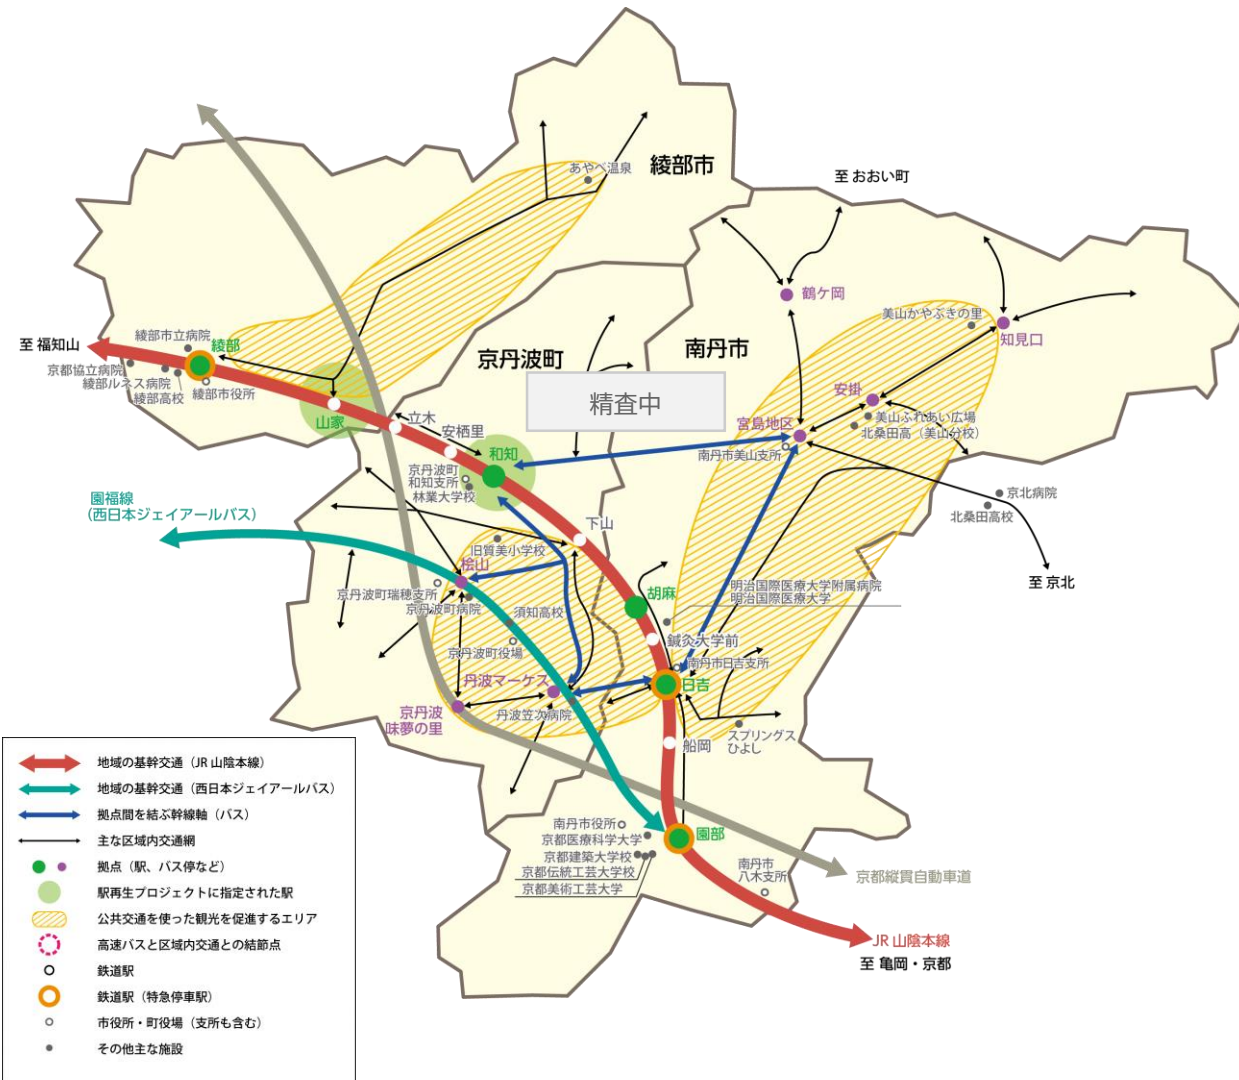 あやべ温泉
綾部市
至 おおい町
鶴ケ岡
美山かやぶきの里
知見口
綾部市立病院
綾部
至 福知山
京都協立病院
綾部ルネス病院
綾部高校
綾部市役所
山家
京丹波町
南丹市
精査中
安掛
美山ふれあい広場
北桑田高（美山分校）
宮島地区
南丹市美山支所
立木
安栖里
和知
京丹波町
和知支所
林業大学校
京北病院
北桑田高校
至 京北
園福線
（西日本ジェイアールバス）
下山
旧質美小学校
桧山
京丹波町瑞穂支所
京丹波町病院
須知高校
京丹波町役場
胡麻
明治国際医療大学附属病院
明治国際医療大学
鍼灸大学前
南丹市日吉支所
日吉
丹波マーケス
丹波笠次病院
京丹波
味夢の里
船岡
スプリングス
ひよし
南丹市役所
京都医療科学大学
京都建築大学校
京都伝統工芸大学校
京都美術工芸大学
園部
南丹市
八木支所
京都縦貫自動車道
JR 山陰本線
至 亀岡・京都
地域の基幹交通（JR 山陰本線）
地域の基幹交通（西日本ジェイアールバス）
拠点間を結ぶ幹線軸（バス）
主な区域内交通網
拠点（駅、バス停など）
駅再生プロジェクトに指定された駅
公共交通を使った観光を促進するエリア
高速バスと区域内交通との結節点
鉄道駅
鉄道駅（特急停車駅）
市役所・町役場（支所も含む）
その他主な施設